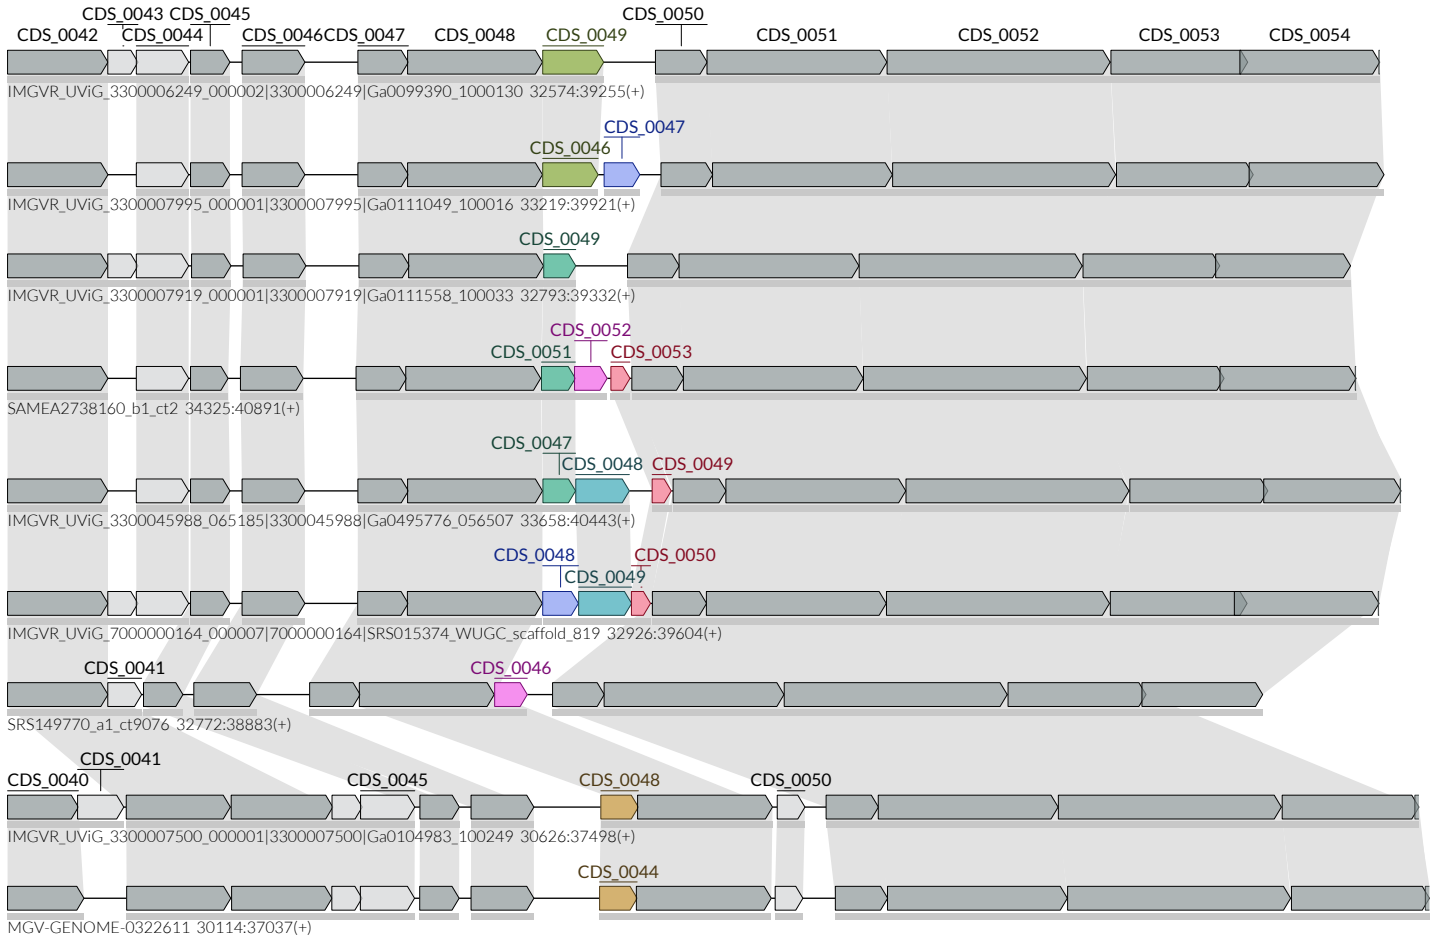 CDS_0043 CDS_0045 CDS_0050
CDS_0042 CDS_0044 CDS_0046 CDS_0047 CDS_0048 CDS_0049 CDS_0051 CDS_0052 CDS_0053 CDS_0054
IMGVR_UViG_3300006249_000002|3300006249|Ga0099390_1000130 32574:39255(+)
CDS_0047
CDS_0046
IMGVR_UViG_3300007995_000001|3300007995|Ga0111049_100016 33219:39921(+)
CDS_0049
IMGVR_UViG_3300007919_000001|3300007919|Ga0111558_100033 32793:39332(+)
CDS_0052
CDS_0051 CDS_0053
SAMEA2738160_b1_ct2 34325:40891(+)
CDS_0047
CDS_0048 CDS_0049
IMGVR_UViG_3300045988_065185|3300045988|Ga0495776_056507 33658:40443(+)
CDS_0048 CDS_0050
CDS_0049
IMGVR_UViG_7000000164_000007|7000000164|SRS015374_WUGC_scaffold_819 32926:39604(+)
CDS_0041 CDS_0046
SRS149770_a1_ct9076 32772:38883(+)
CDS_0041
CDS_0040 CDS_0045 CDS_0048 CDS_0050
IMGVR_UViG_3300007500_000001|3300007500|Ga0104983_100249 30626:37498(+)
CDS_0044
MGV-GENOME-0322611 30114:37037(+)